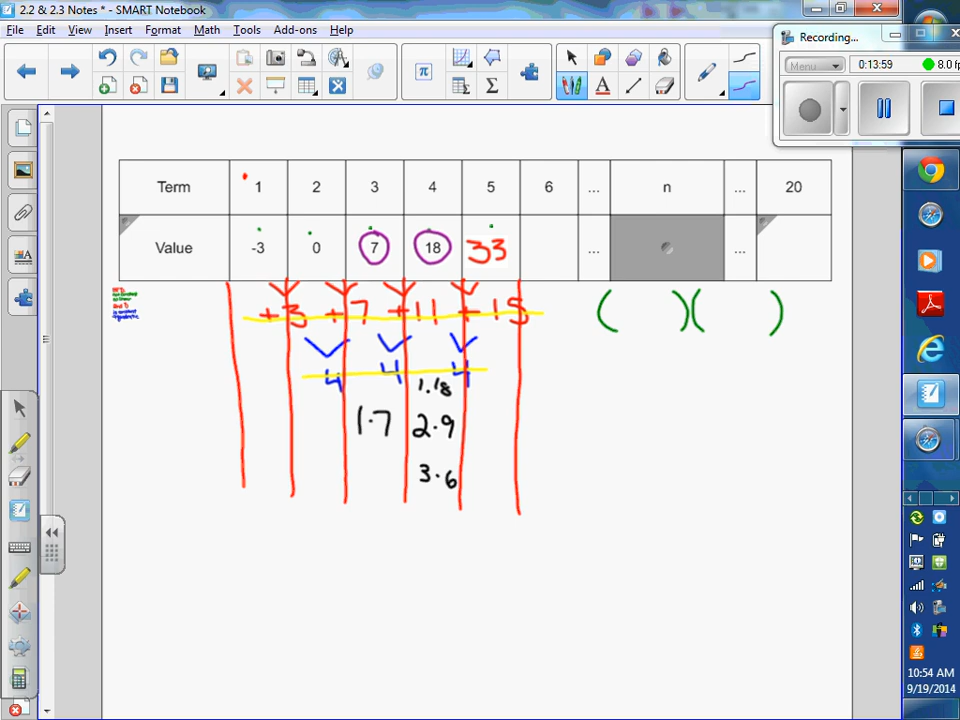 2.2 & 2.3 Notes * - SMART Notebook
File Edit View Insert Format Math Tools Add-ons Help
Recording...
Menu 0:13:59 8.0 fp
Term 1 2 3 4 5 6 ... n ... 20
Value -3 0 7 18 33 ... ...
+3 +7 +11 +15
( )( )
4 4 4
1.18
1·7 2·9
3·6
10:54 AM
9/19/2014